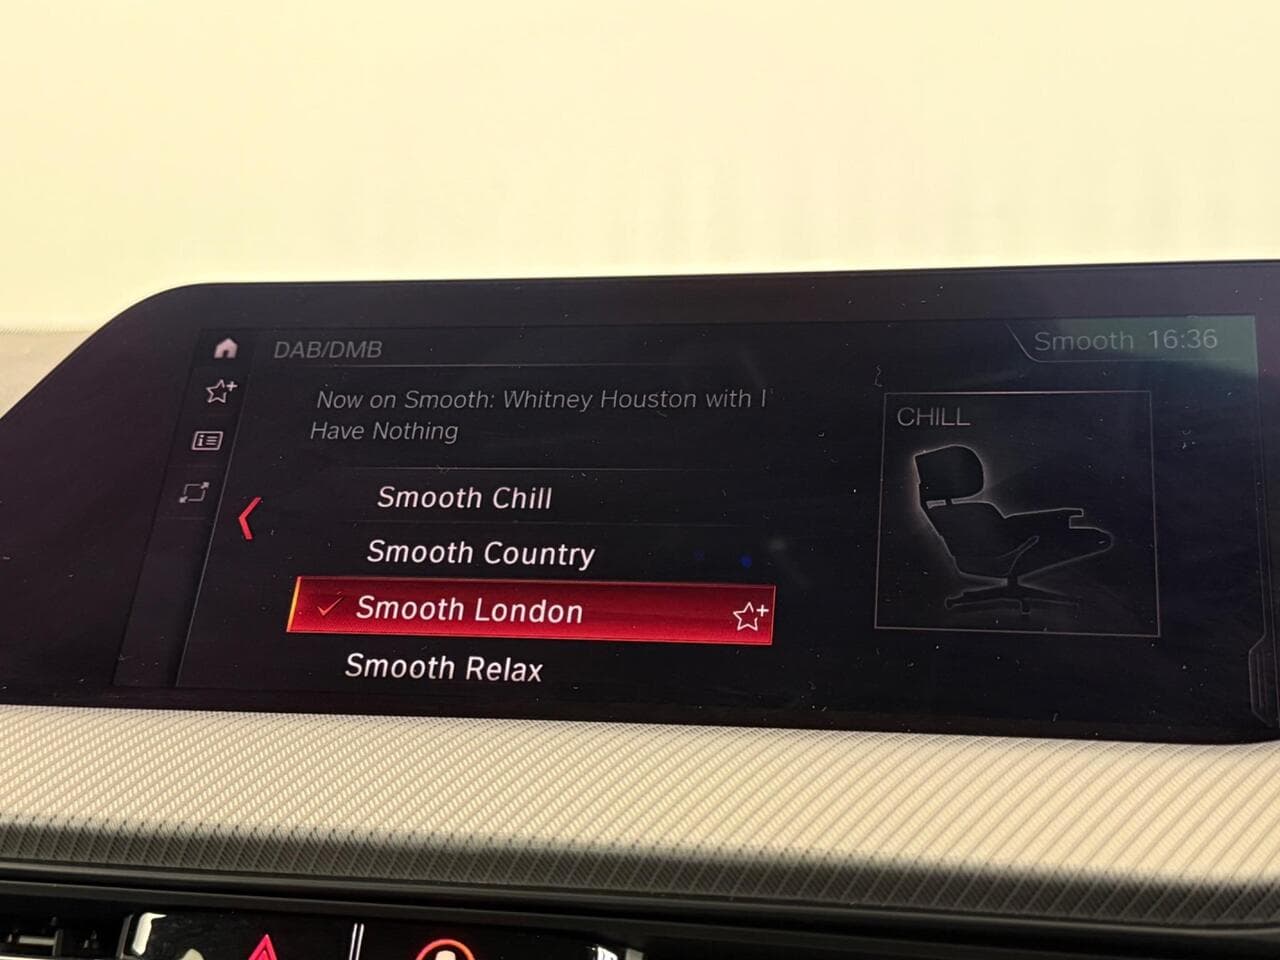 DAB/DMB
Smooth 16:36
Now on Smooth: Whitney Houston with I
Have Nothing
CHILL
Smooth Chill
Smooth Country
Smooth London
Smooth Relax